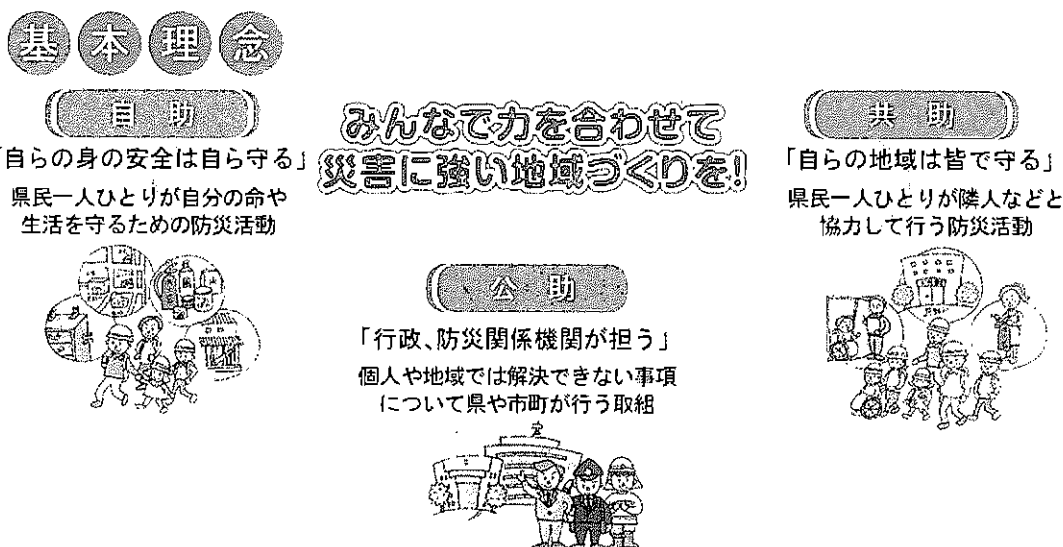 基本理念
自助
「自らの身の安全は自ら守る」
県民一人ひとりが自分の命や
生活を守るための防災活動
みんなで力を合わせて
災害に強い地域づくりを!
共助
「自らの地域は皆で守る」
県民一人ひとりが隣人などと
協力して行う防災活動
公助
「行政、防災関係機関が担う」
個人や地域では解決できない事項
について県や市町が行う取組